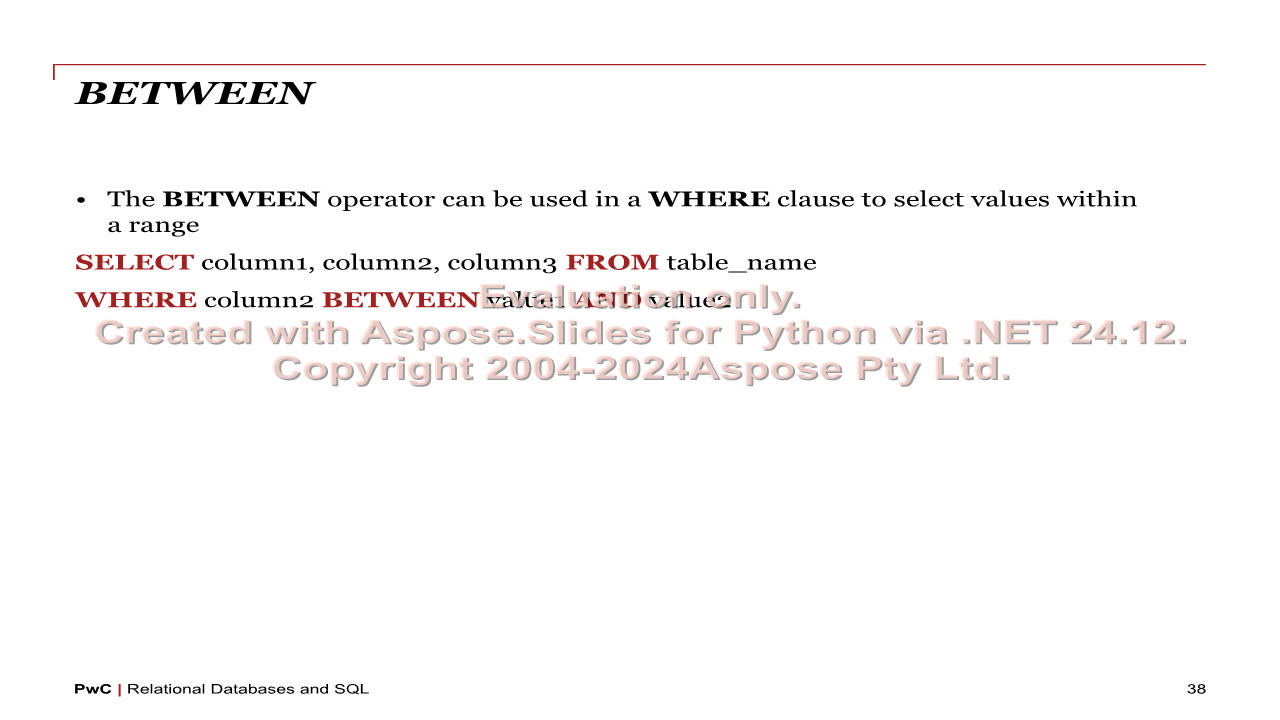 BETWEEN
• The BETWEEN operator can be used in a WHERE clause to select values within
a range
SELECT column1, column2, column3 FROM table_name
WHERE column2 BETWEEN value1 AND value2
Evaluation only.
Created with Aspose.Slides for Python via .NET 24.12.
Copyright 2004-2024Aspose Pty Ltd.
PwC | Relational Databases and SQL
38